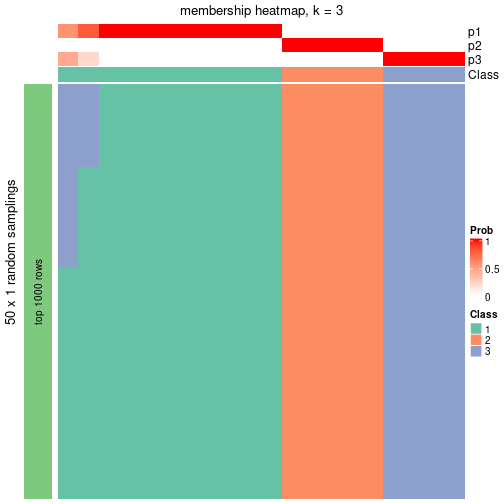 membership heatmap, k = 3
p1
p2
p3
Class
50 x 1 random samplings
top 1000 rows
Prob
1
0.5
0
Class
1
2
3